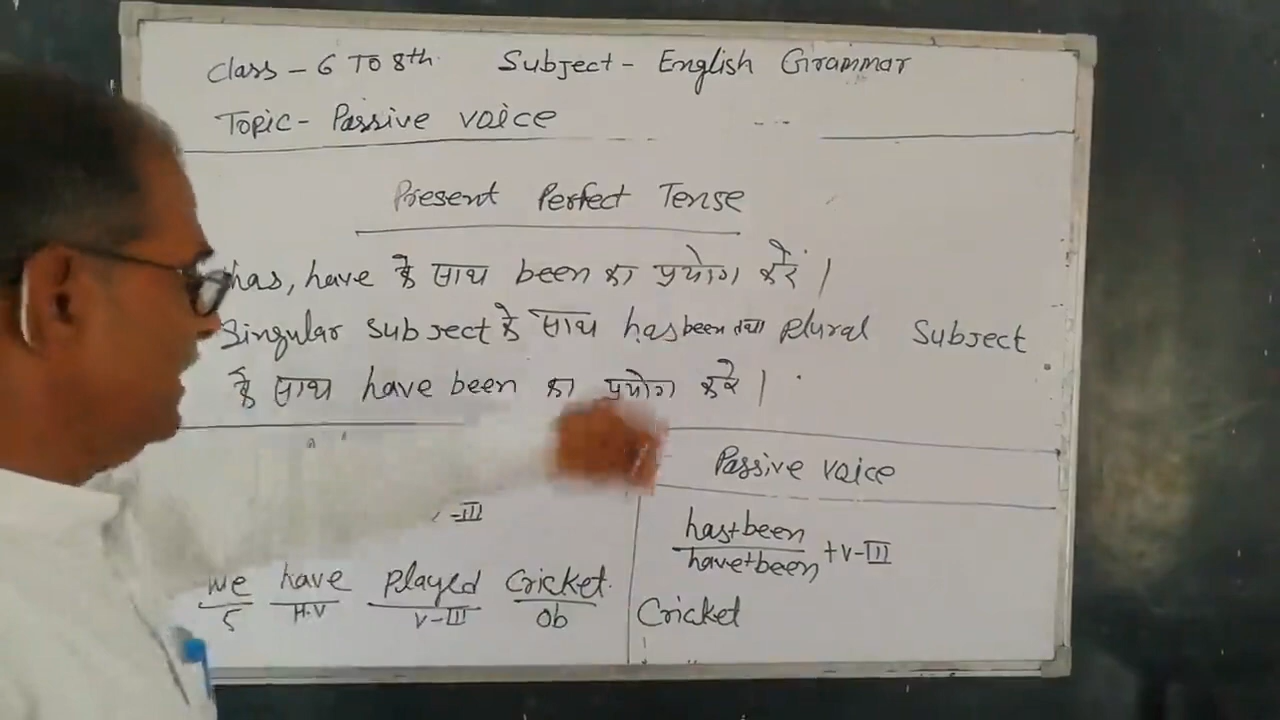 Class - 6 TO 8th Subject - English Grammar
Topic - Passive voice
Present Perfect Tense
has, have के साथ been का प्रयोग करें।
Singular subject के साथ has been तथा plural Subject
के साथ have been का प्रयोग करें।
Passive voice
-III
has+been
have+been +V-III
We have played Cricket.
S H.V V-III Ob
Cricket